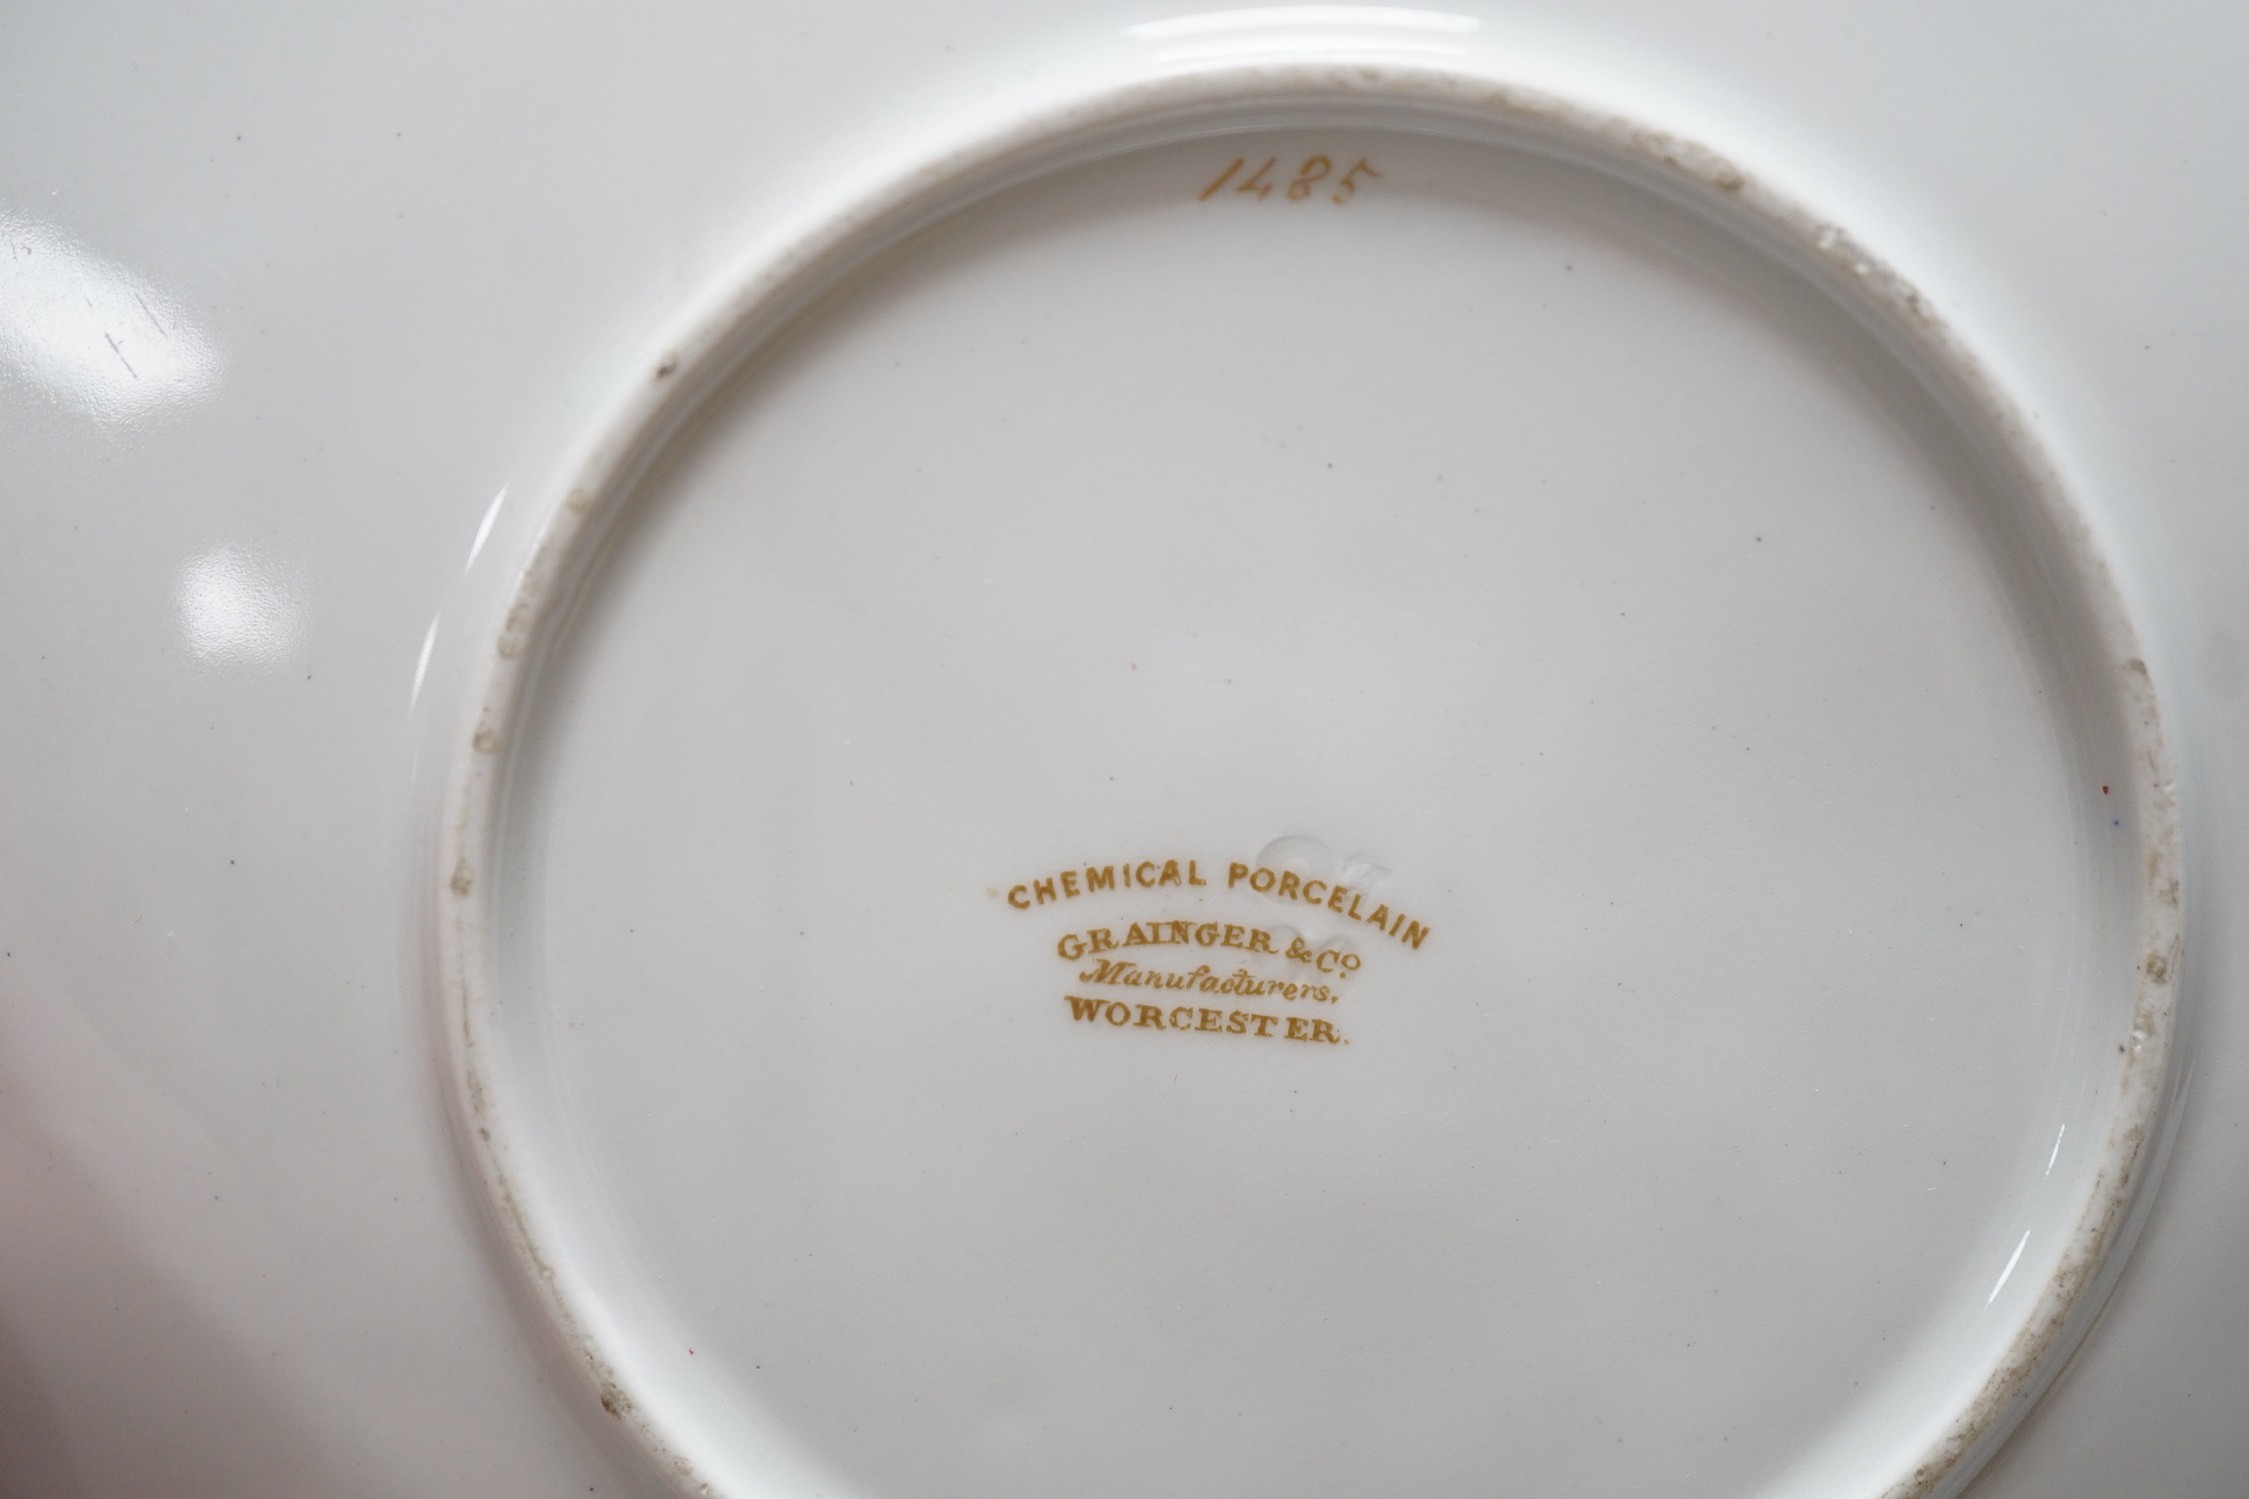 1485
CHEMICAL PORCELAIN
GRAINGER & Co.
Manufacturers.
WORCESTER.